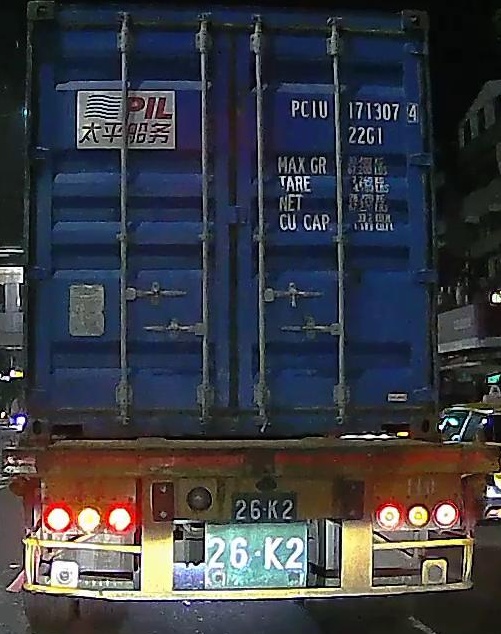 PIL
太平船务
PCIU 171307 4
22G1
MAX GR
TARE
NET
CU CAP
26-K2
26-K2